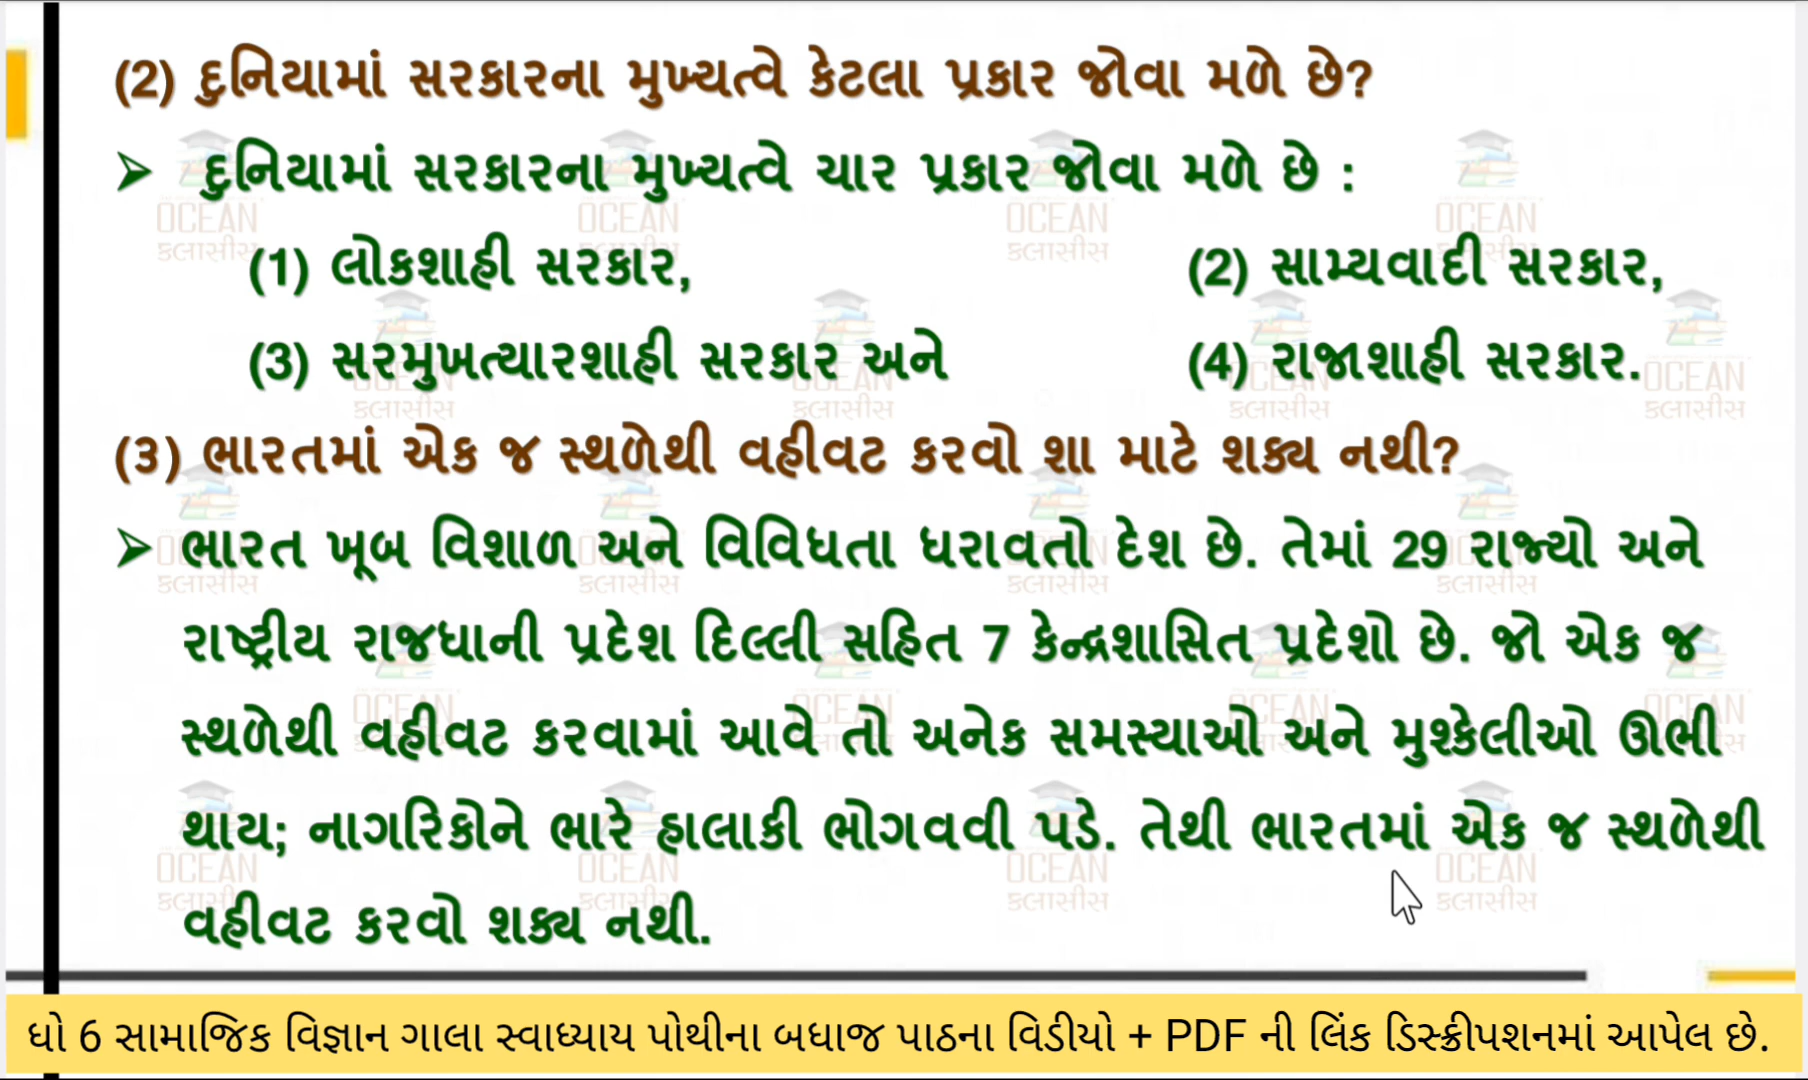 (2) દુનિયામાં સરકારના મુખ્યત્વે કેટલા પ્રકાર જોવા મળે છે?
➢ દુનિયામાં સરકારના મુખ્યત્વે ચાર પ્રકાર જોવા મળે છે :
(1) લોકશાહી સરકાર, (2) સામ્યવાદી સરકાર,
(3) સરમુખત્યારશાહી સરકાર અને (4) રાજાશાહી સરકાર.
(૩) ભારતમાં એક જ સ્થળેથી વહીવટ કરવો શા માટે શક્ય નથી?
➢ ભારત ખૂબ વિશાળ અને વિવિધતા ધરાવતો દેશ છે. તેમાં 29 રાજ્યો અને
રાષ્ટ્રીય રાજધાની પ્રદેશ દિલ્લી સહિત 7 કેન્દ્રશાસિત પ્રદેશો છે. જો એક જ
સ્થળેથી વહીવટ કરવામાં આવે તો અનેક સમસ્યાઓ અને મુશ્કેલીઓ ઊભી
થાય; નાગરિકોને ભારે હાલાકી ભોગવવી પડે. તેથી ભારતમાં એક જ સ્થળેથી
વહીવટ કરવો શક્ય નથી.
ધો 6 સામાજિક વિજ્ઞાન ગાલા સ્વાધ્યાય પોથીના બધાજ પાઠના વિડીયો + PDF ની લિંક ડિસ્ક્રીપશનમાં આપેલ છે.
OCEAN
કલાસીસ